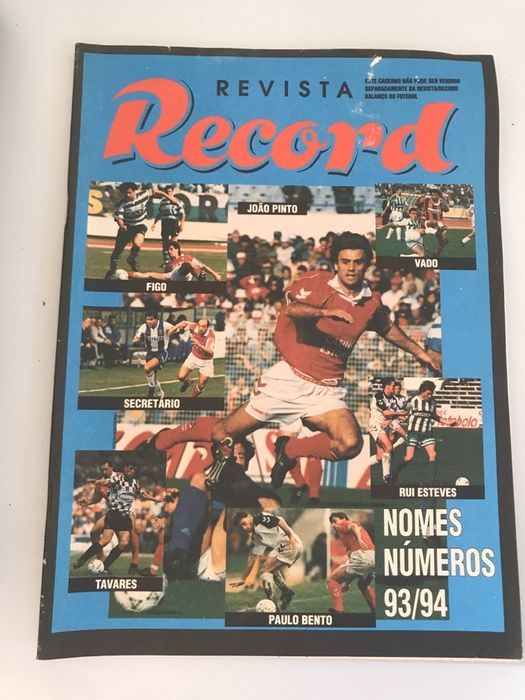 REVISTA
ESTE CADERNO NÃO PODE SER VENDIDO
SEPARADAMENTE DA REVISTA/RECORD
BALANÇO DO FUTEBOL
Record
JOÃO PINTO
FIGO
VADO
SECRETÁRIO
RUI ESTEVES
TAVARES
PAULO BENTO
NOMES
NÚMEROS
93/94